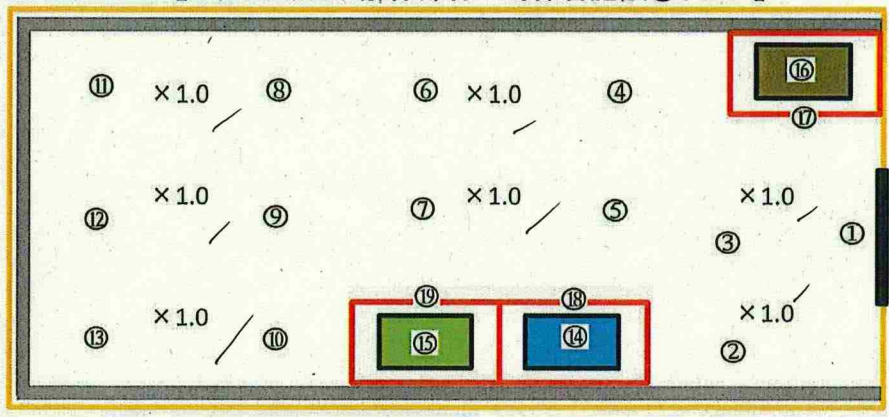 ⑪ ×1.0 ⑧ ⑥ ×1.0 ④ ⑯
⑰
×1.0 ×1.0 ×1.0
⑫ ⑨ ⑦ ⑤ ③ ①
⑲ ⑱
×1.0 ×1.0
⑬ ⑩ ⑮ ⑭ ②